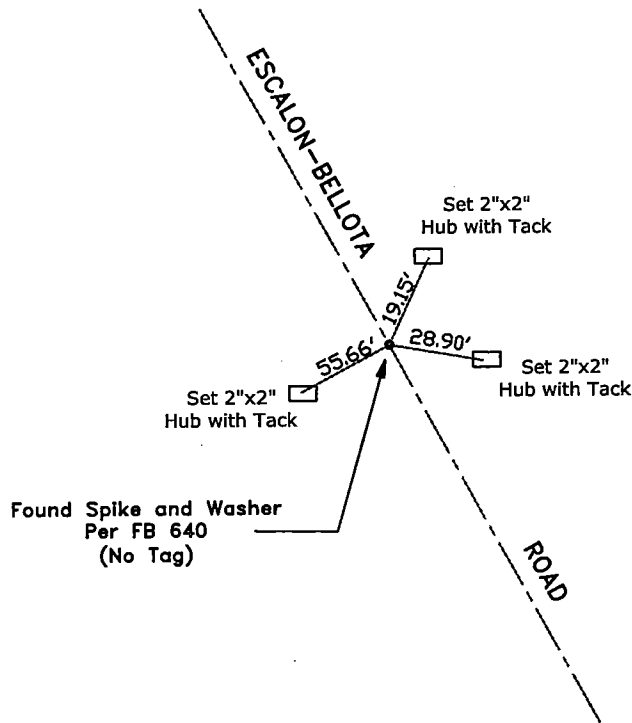 ESCALON-BELLOTA
Set 2"x2"
Hub with Tack
19.15'
28.90'
55.66'
Set 2"x2"
Hub with Tack
Set 2"x2"
Hub with Tack
Found Spike and Washer
Per FB 640
(No Tag)
ROAD